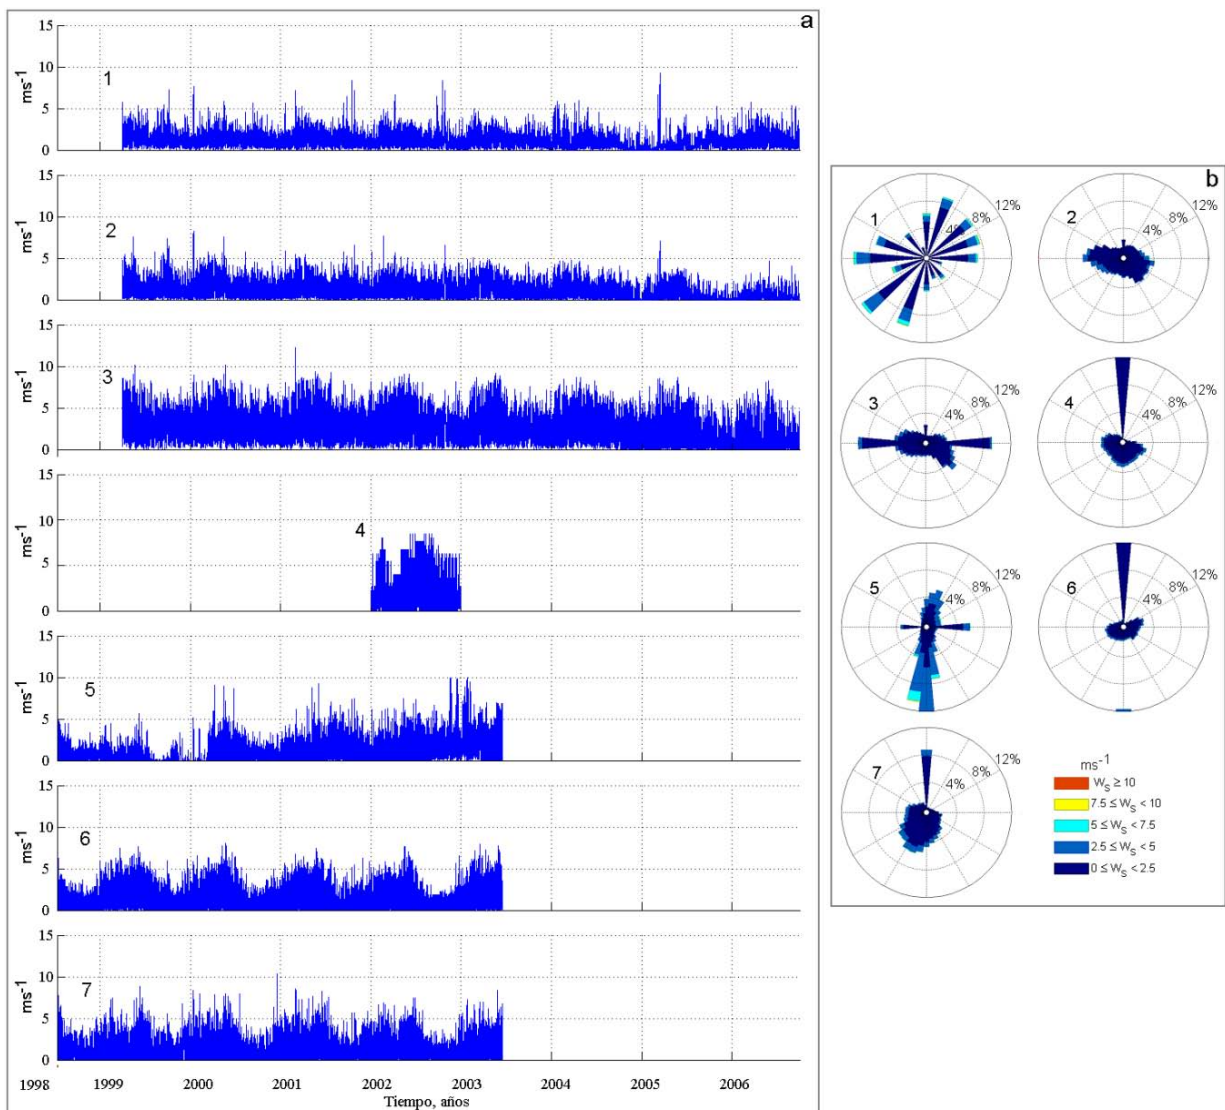 a
15
10
5
0
ms-1
1
15
10
5
0
ms-1
2
15
10
5
0
ms-1
3
15
10
5
0
ms-1
4
15
10
5
0
ms-1
5
15
10
5
0
ms-1
6
15
10
5
0
ms-1
7
1998 1999 2000 2001 2002 2003 2004 2005 2006
Tiempo, años
b
1
4% 8% 12%
2
4% 8% 12%
3
4% 8% 12%
4
4% 8% 12%
5
4% 8% 12%
6
4% 8% 12%
7
4% 8% 12%
ms-1
WS ≥ 10
7.5 ≤ WS < 10
5 ≤ WS < 7.5
2.5 ≤ WS < 5
0 ≤ WS < 2.5